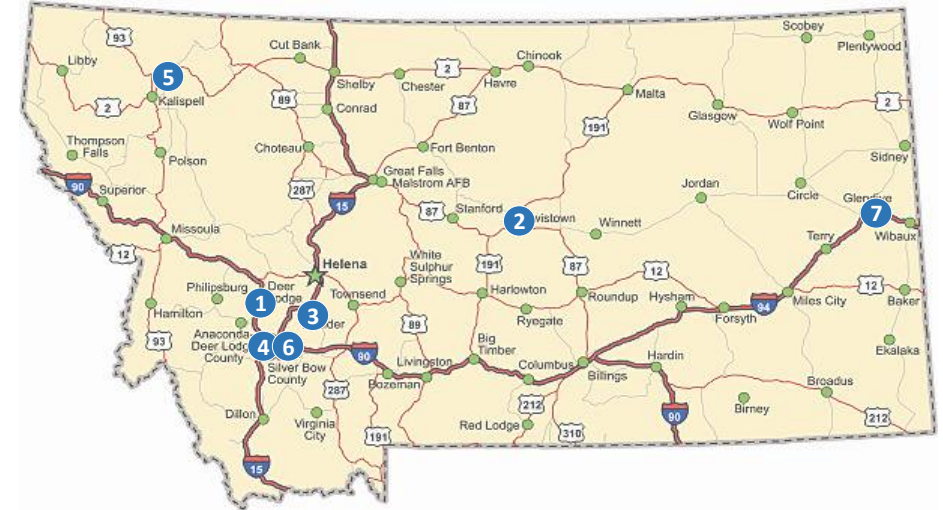 93
Libby
Cut Bank
Scobey
Plentywood
Chinook
5
Kalispell
2
Shelby
Chester
2
Havre
87
Malta
Glasgow
Wolf Point
2
89
Conrad
191
Thompson
Falls
Polson
Choteau
Fort Benton
Sidney
90
Superior
287
15
Great Falls
Malstrom AFB
87
Stanford
2
wistown
Winnett
Jordan
Circle
7
Wibaux
Missoula
12
Terry
Helena
White
Sulphur
Springs
191
87
12
Philipsburg
Deer
1
Townsend
Harlowton
Roundup
Hysham
94
Miles City
12
Baker
Hamilton
3
der
89
Ryegate
Forsyth
93
Anaconda
Deer Lod
County
4
6
Silver Bow
County
90
Livingston
Big
Timber
Columbus
Billings
Hardin
Ekalaka
Bozeman
287
Broadus
Dillon
Virginia
City
212
Red Lodge
Birney
90
212
191
310
15